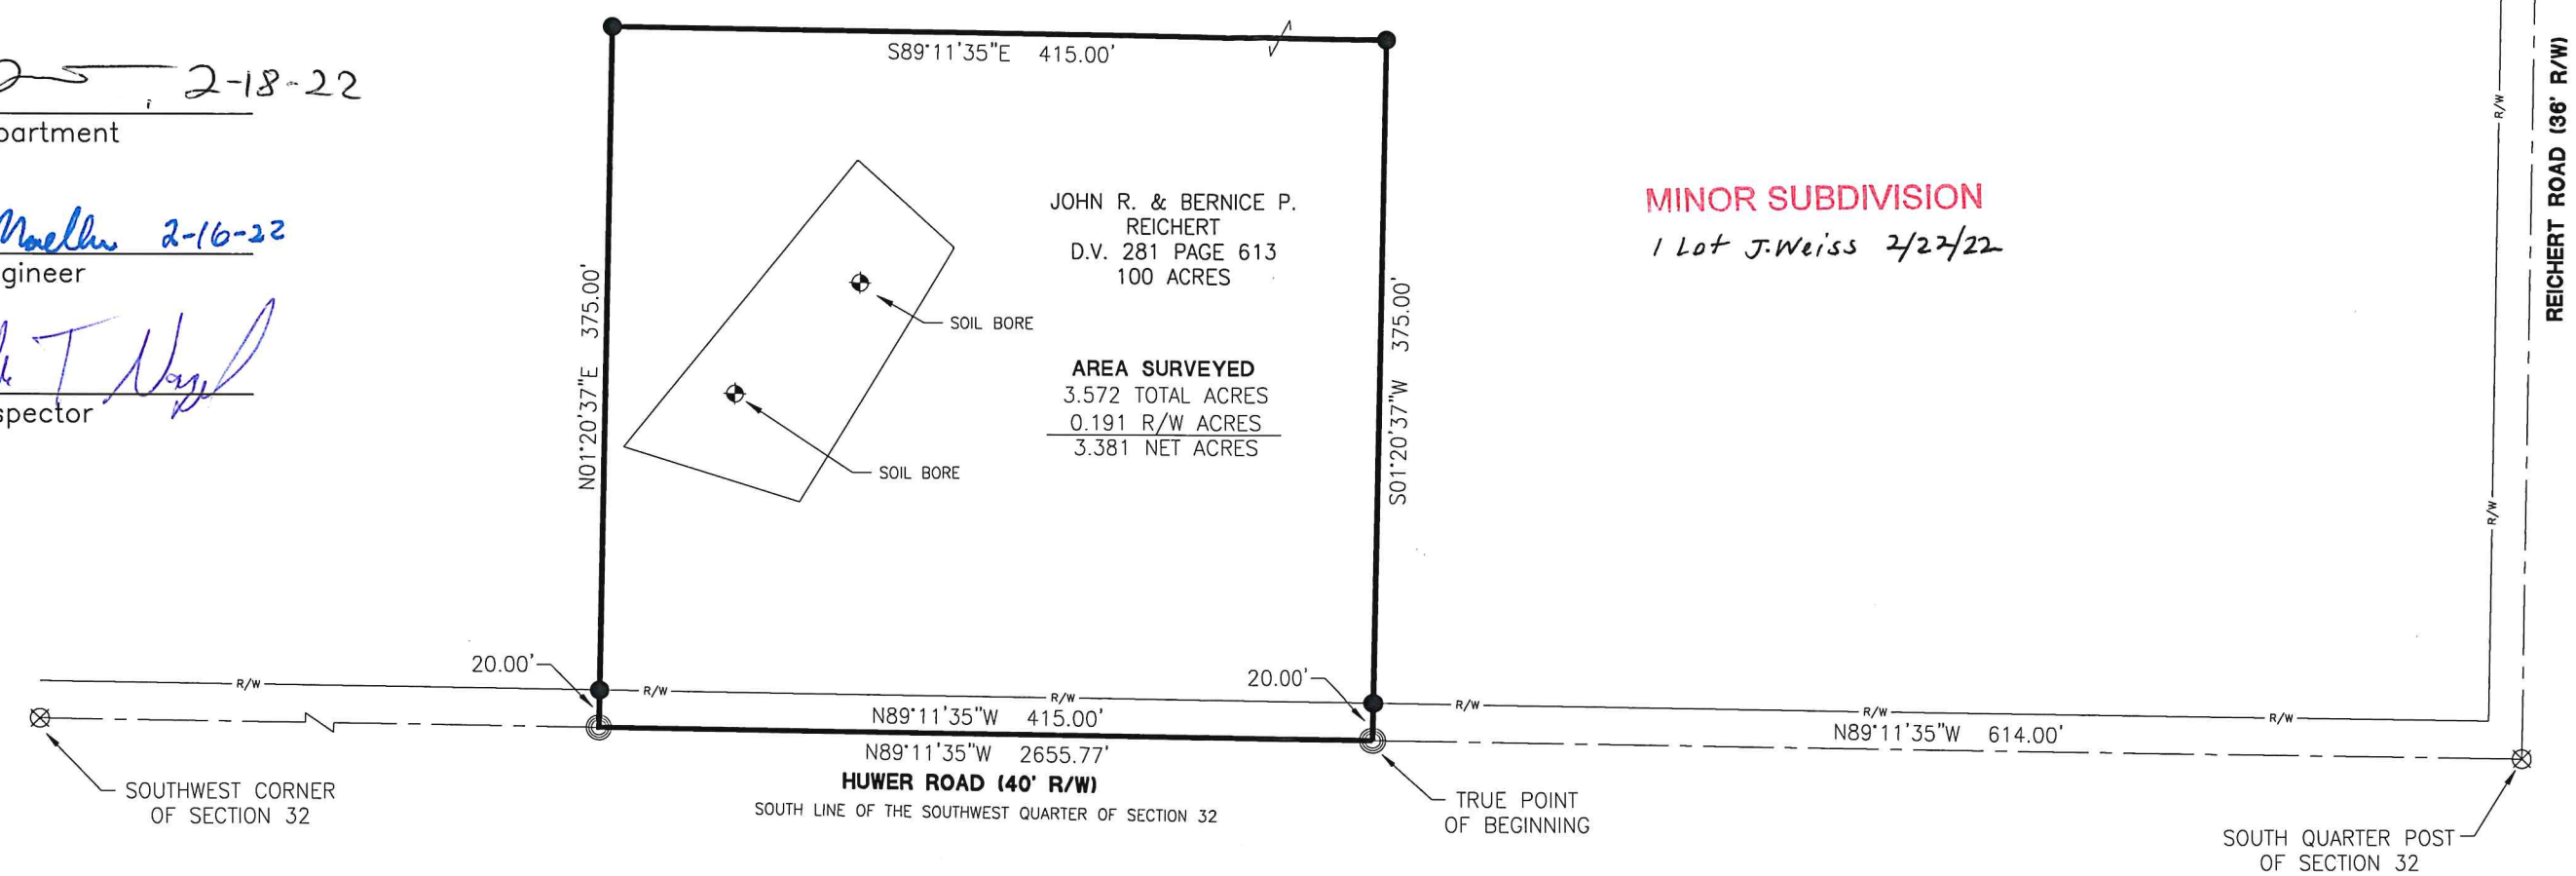 2-18-22
partment
2-16-22
gineer
T Nagel
spector
S89°11'35"E 415.00'
N01°20'37"E 375.00'
S01°20'37"W 375.00'
JOHN R. & BERNICE P.
REICHERT
D.V. 281 PAGE 613
100 ACRES
SOIL BORE
SOIL BORE
AREA SURVEYED
3.572 TOTAL ACRES
0.191 R/W ACRES
3.381 NET ACRES
MINOR SUBDIVISION
1 Lot J.Weiss 2/22/22
REICHERT ROAD (36' R/W)
R/W
R/W
20.00'
20.00'
R/W
R/W
R/W
R/W
R/W
R/W
N89°11'35"W 415.00'
N89°11'35"W 614.00'
N89°11'35"W 2655.77'
HUWER ROAD (40' R/W)
SOUTH LINE OF THE SOUTHWEST QUARTER OF SECTION 32
SOUTHWEST CORNER
OF SECTION 32
TRUE POINT
OF BEGINNING
SOUTH QUARTER POST
OF SECTION 32